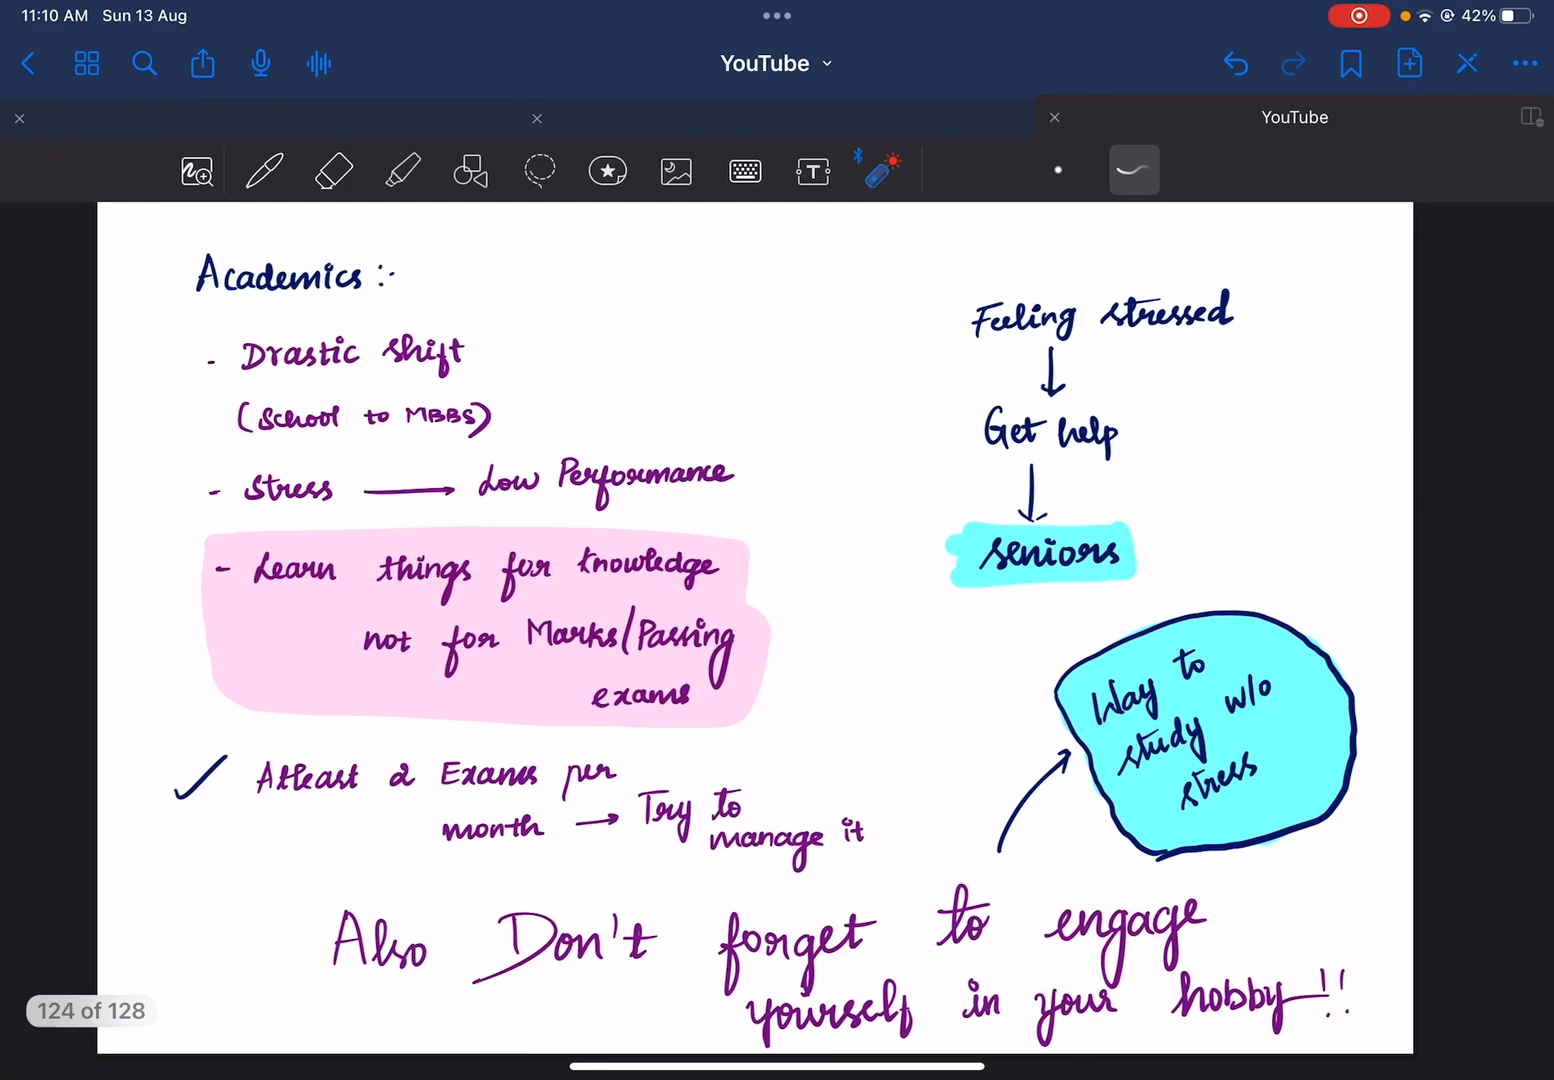 11:10 AM Sun 13 Aug
42%
YouTube
YouTube
Academics :-
- Drastic shift
(School to MBBS)
- Stress → Low Performance
- Learn things for knowledge
not for Marks/Passing
exams
✓ Atleast 2 Exams per
month → Try to
manage it
Feeling stressed
↓
Get help
↓
seniors
Way to
study w/o
stress
Also Don't forget to engage
yourself in your hobby!!
124 of 128